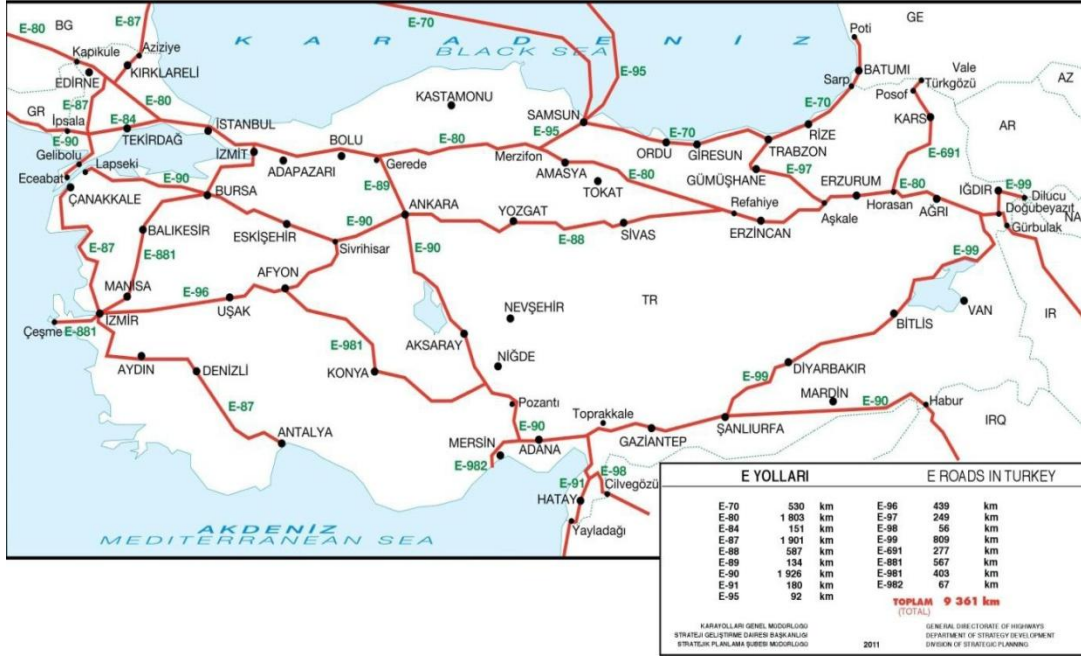 E-80
BG
E-87
E-70
GE
Poti
Kapıkule
Aziziye
K A R A D E N İ Z
BLACK SEA
EDİRNE
KIRKLARELİ
E-95
Sarp
BATUMI
Vale
Türkgözü
AZ
E-87
E-80
KASTAMONU
Posof
GR
İpsala
E-84
SAMSUN
E-70
KARS
E-90
TEKİRDAĞ
İSTANBUL
BOLU
E-80
E-95
E-70
RİZE
AR
Gelibolu
Lapseki
İZMİT
Gerede
Merzifon
ORDU
GİRESUN
TRABZON
E-691
Eceabat
E-90
ADAPAZARI
AMASYA
E-80
GÜMÜŞHANE
E-97
ERZURUM
E-80
IĞDIR
E-99
ÇANAKKALE
BURSA
E-89
TOKAT
Refahiye
Horasan
AĞRI
Dilucu
ANKARA
YOZGAT
Aşkale
Doğubeyazıt
NA
BALIKESİR
ESKİŞEHİR
E-90
E-88
SİVAS
ERZİNCAN
Gürbulak
E-87
E-881
Sivrihisar
E-90
E-99
MANİSA
E-96
AFYON
NEVŞEHİR
TR
VAN
İZMİR
UŞAK
BİTLİS
IR
Çeşme
E-881
E-981
AKSARAY
AYDIN
DENİZLİ
KONYA
NİĞDE
DİYARBAKIR
E-99
MARDİN
E-90
E-87
Pozantı
Toprakkale
Habur
ANTALYA
MERSİN
E-90
ADANA
GAZİANTEP
ŞANLIURFA
IRQ
E-982
E-91
E-98
HATAY
Çilvegözü
Yayladağı
AKDENİZ
MEDITERRANEAN SEA
E YOLLARI E ROADS IN TURKEY
E-70 530 km E-96 439 km
E-80 1 803 km E-97 249 km
E-84 151 km E-98 56 km
E-87 1 901 km E-99 809 km
E-88 587 km E-691 277 km
E-89 134 km E-881 567 km
E-90 1 926 km E-981 403 km
E-91 180 km E-982 67 km
E-95 92 km TOPLAM 9 361 km
(TOTAL)
KARAYOLLARI GENEL MÜDÜRLÜĞÜ GENERAL DIRECTORATE OF HIGHWAYS
STRATEJİ GELİŞTİRME DAİRESİ BAŞKANLIĞI DEPARTMENT OF STRATEGY DEVELOPMENT
STRATEJİK PLANLAMA ŞUBESİ MÜDÜRLÜĞÜ 2011 DIVISION OF STRATEGIC PLANNING